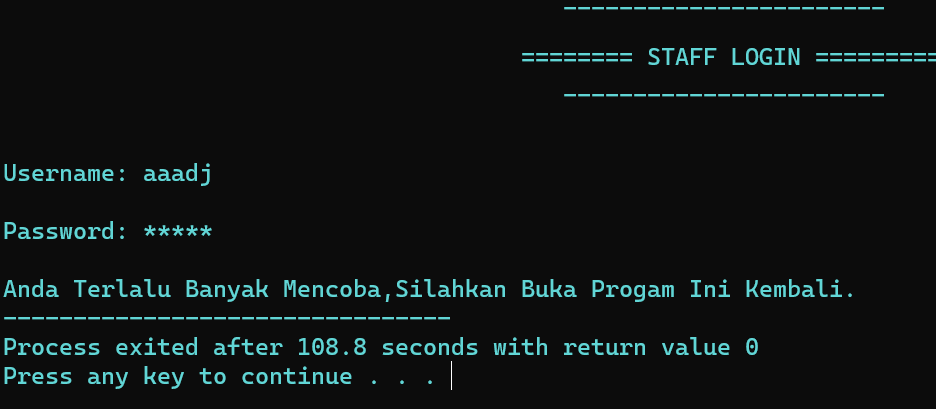 -----------------------
======== STAFF LOGIN =========
-----------------------
Username: aaadj
Password: *****
Anda Terlalu Banyak Mencoba,Silahkan Buka Progam Ini Kembali.
--------------------------------
Process exited after 108.8 seconds with return value 0
Press any key to continue . . .